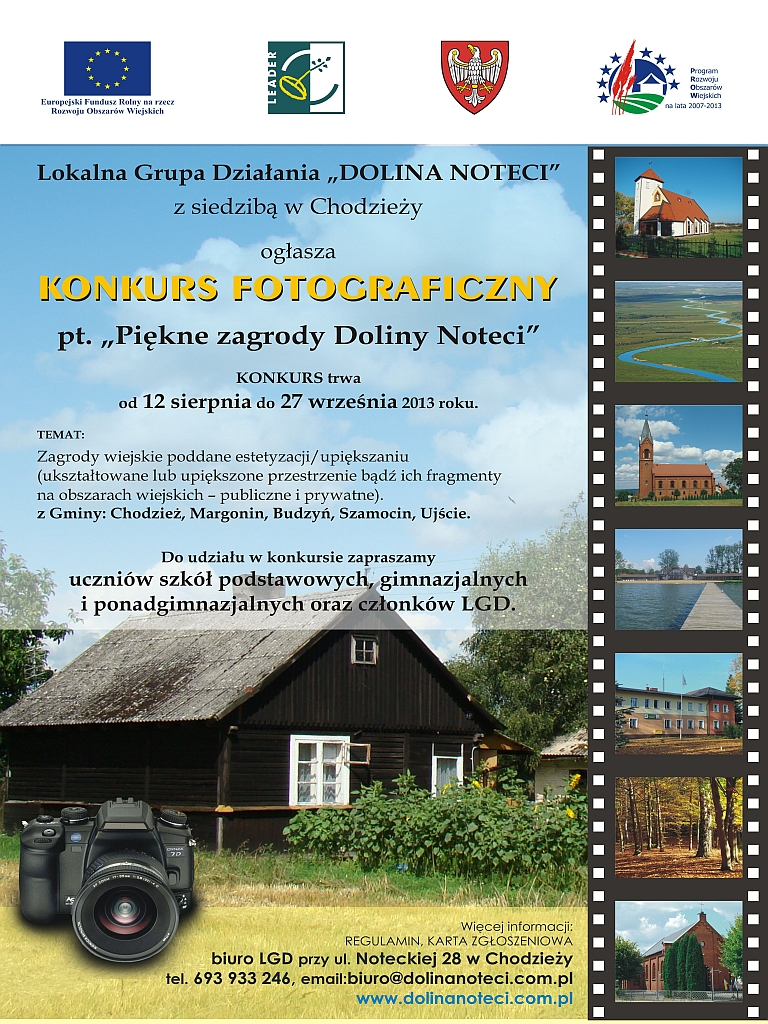 Europejski Fundusz Rolny na rzecz
Rozwoju Obszarów Wiejskich
LEADER
Program
Rozwoju
Obszarów
Wiejskich
na lata 2007-2013
Lokalna Grupa Działania „DOLINA NOTECI”
z siedzibą w Chodzieży
ogłasza
KONKURS FOTOGRAFICZNY
pt. „Piękne zagrody Doliny Noteci”
KONKURS trwa
od 12 sierpnia do 27 września 2013 roku.
TEMAT:
Zagrody wiejskie poddane estetyzacji/upiększaniu
(ukształtowane lub upiększone przestrzenie bądź ich fragmenty
na obszarach wiejskich – publiczne i prywatne).
z Gminy: Chodzież, Margonin, Budzyń, Szamocin, Ujście.
Do udziału w konkursie zapraszamy
uczniów szkół podstawowych, gimnazjalnych
i ponadgimnazjalnych oraz członków LGD.
Więcej informacji:
REGULAMIN, KARTA ZGŁOSZENIOWA
biuro LGD przy ul. Noteckiej 28 w Chodzieży
tel. 693 933 246, email:biuro@dolinanoteci.com.pl
www.dolinanoteci.com.pl